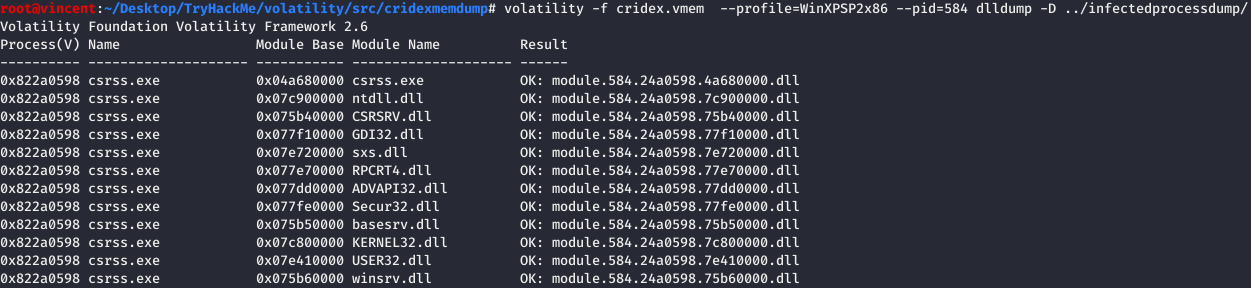 root@vincent:~/Desktop/TryHackMe/volatility/src/cridexmemdump# volatility -f cridex.vmem  --profile=WinXPSP2x86 --pid=584 dlldump -D ../infectedprocessdump/
Volatility Foundation Volatility Framework 2.6
Process(V) Name                 Module Base Module Name          Result
---------- -------------------- ----------- -------------------- ------
0x822a0598 csrss.exe            0x04a680000 csrss.exe            OK: module.584.24a0598.4a680000.dll
0x822a0598 csrss.exe            0x07c900000 ntdll.dll            OK: module.584.24a0598.7c900000.dll
0x822a0598 csrss.exe            0x075b40000 CSRSRV.dll           OK: module.584.24a0598.75b40000.dll
0x822a0598 csrss.exe            0x077f10000 GDI32.dll            OK: module.584.24a0598.77f10000.dll
0x822a0598 csrss.exe            0x07e720000 sxs.dll              OK: module.584.24a0598.7e720000.dll
0x822a0598 csrss.exe            0x077e70000 RPCRT4.dll           OK: module.584.24a0598.77e70000.dll
0x822a0598 csrss.exe            0x077dd0000 ADVAPI32.dll         OK: module.584.24a0598.77dd0000.dll
0x822a0598 csrss.exe            0x077fe0000 Secur32.dll          OK: module.584.24a0598.77fe0000.dll
0x822a0598 csrss.exe            0x075b50000 basesrv.dll          OK: module.584.24a0598.75b50000.dll
0x822a0598 csrss.exe            0x07c800000 KERNEL32.dll         OK: module.584.24a0598.7c800000.dll
0x822a0598 csrss.exe            0x07e410000 USER32.dll           OK: module.584.24a0598.7e410000.dll
0x822a0598 csrss.exe            0x075b60000 winsrv.dll           OK: module.584.24a0598.75b60000.dll